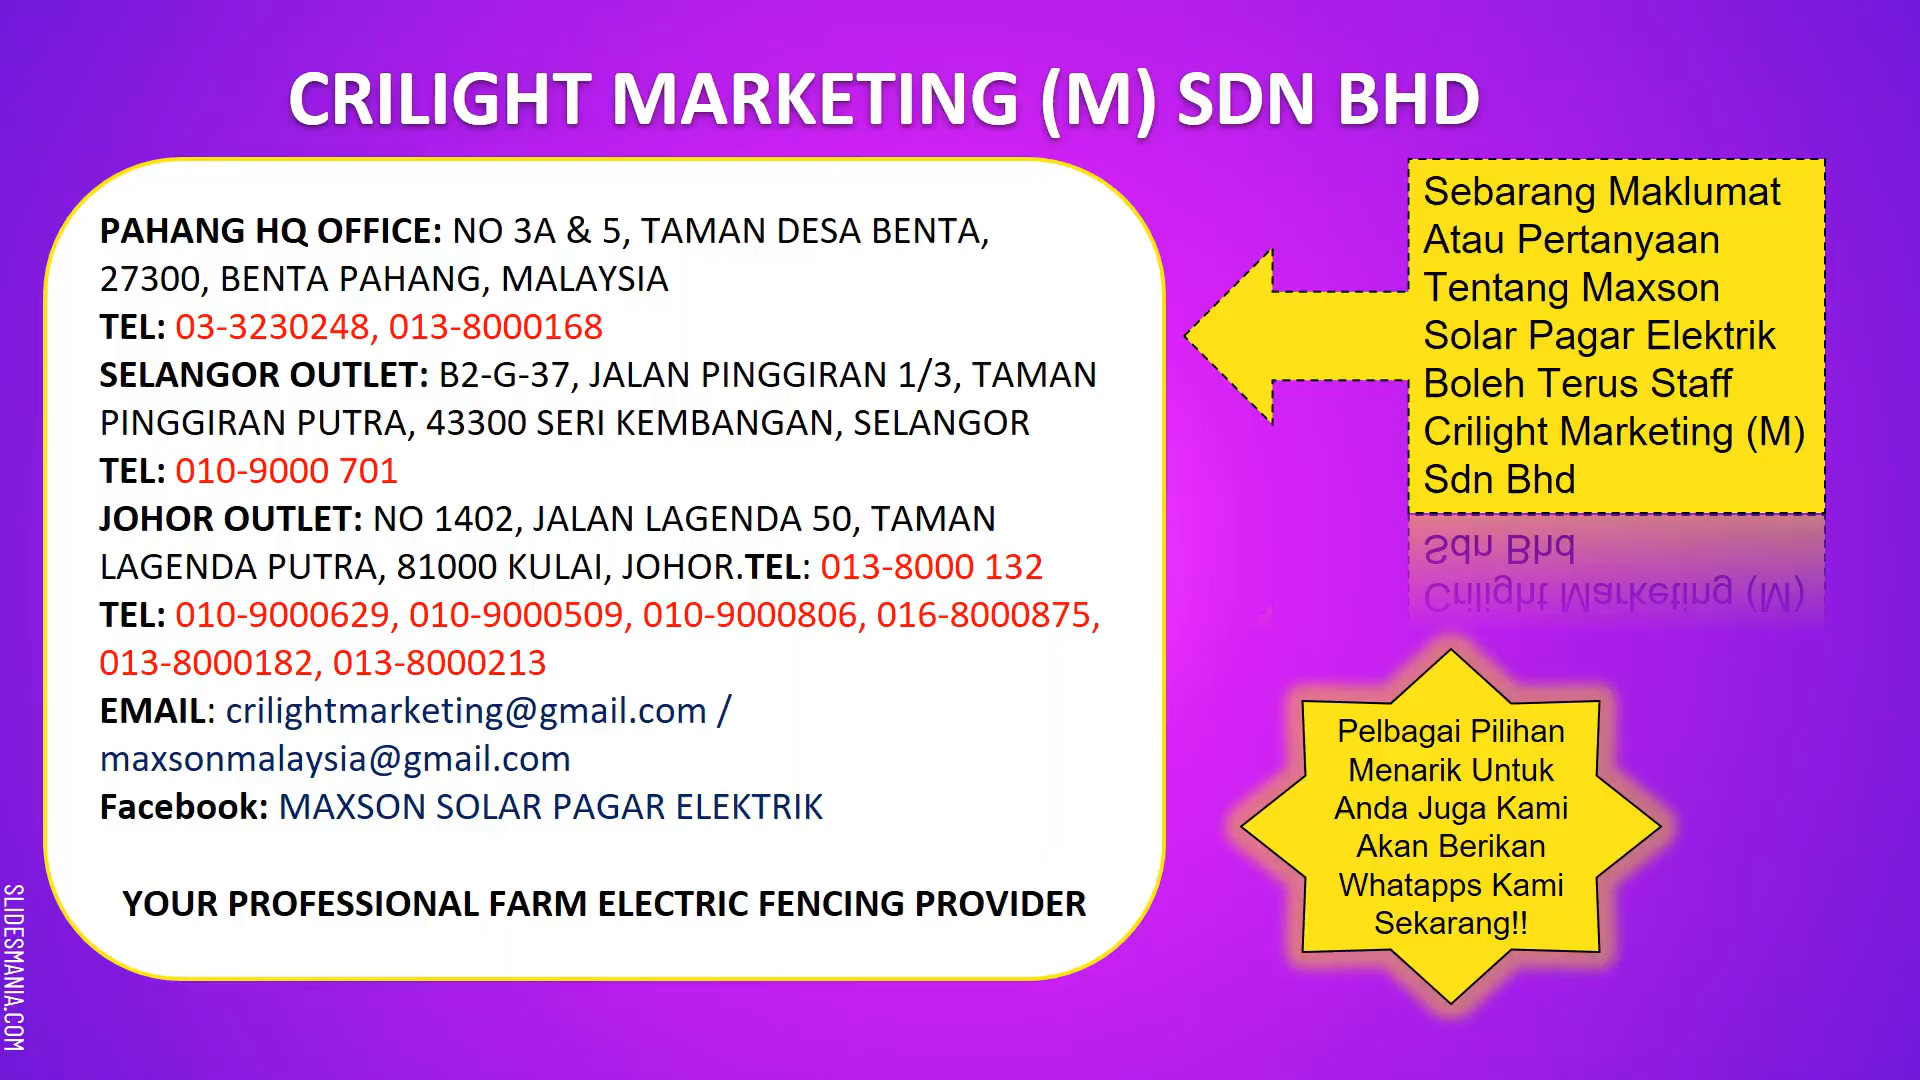 CRILIGHT MARKETING (M) SDN BHD
PAHANG HQ OFFICE: NO 3A & 5, TAMAN DESA BENTA,
27300, BENTA PAHANG, MALAYSIA
TEL: 03-3230248, 013-8000168
SELANGOR OUTLET: B2-G-37, JALAN PINGGIRAN 1/3, TAMAN
PINGGIRAN PUTRA, 43300 SERI KEMBANGAN, SELANGOR
TEL: 010-9000 701
JOHOR OUTLET: NO 1402, JALAN LAGENDA 50, TAMAN
LAGENDA PUTRA, 81000 KULAI, JOHOR.TEL: 013-8000 132
TEL: 010-9000629, 010-9000509, 010-9000806, 016-8000875,
013-8000182, 013-8000213
EMAIL: crilightmarketing@gmail.com /
maxsonmalaysia@gmail.com
Facebook: MAXSON SOLAR PAGAR ELEKTRIK
YOUR PROFESSIONAL FARM ELECTRIC FENCING PROVIDER
Sebarang Maklumat
Atau Pertanyaan
Tentang Maxson
Solar Pagar Elektrik
Boleh Terus Staff
Crilight Marketing (M)
Sdn Bhd
Pelbagai Pilihan
Menarik Untuk
Anda Juga Kami
Akan Berikan
Whatapps Kami
Sekarang!!
SLIDESMANIA.COM